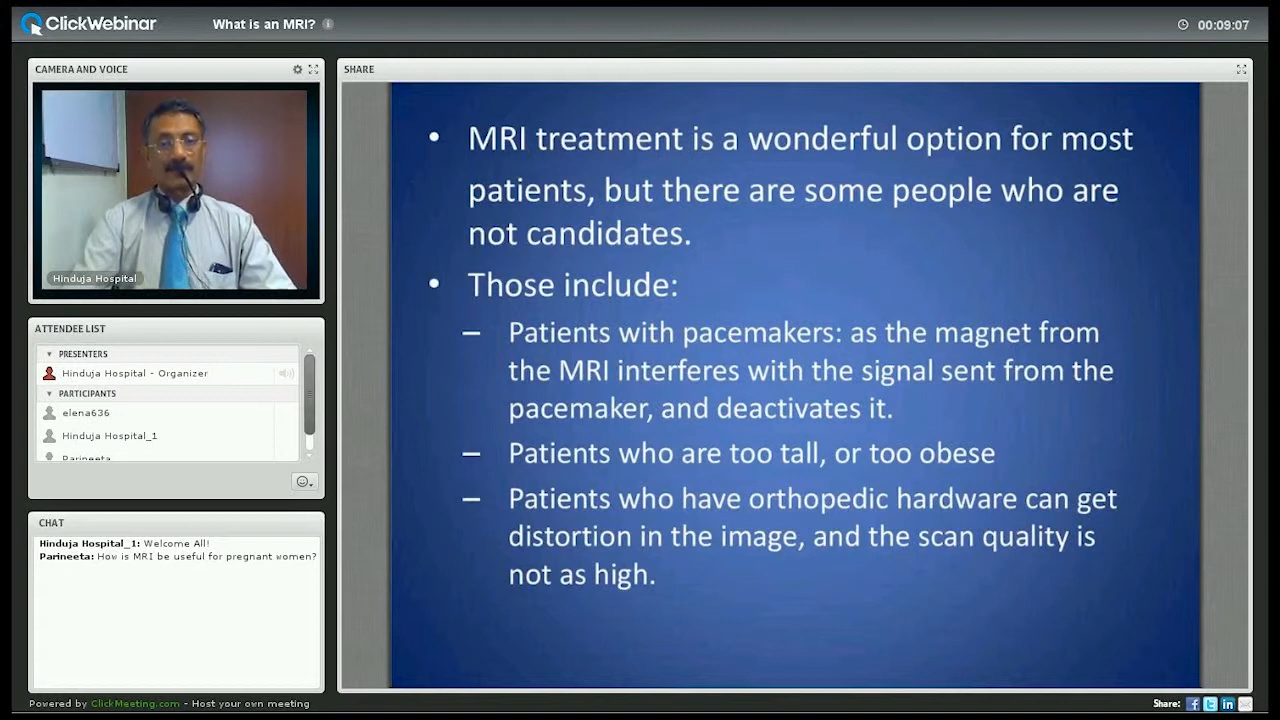 ClickWebinar
What is an MRI?
00:09:07
CAMERA AND VOICE
Hinduja Hospital
ATTENDEE LIST
PRESENTERS
Hinduja Hospital - Organizer
PARTICIPANTS
elena636
Hinduja Hospital_1
Parineeta
CHAT
Hinduja Hospital_1: Welcome All!
Parineeta: How is MRI be useful for pregnant women?
SHARE
• MRI treatment is a wonderful option for most
patients, but there are some people who are
not candidates.
• Those include:
– Patients with pacemakers: as the magnet from
the MRI interferes with the signal sent from the
pacemaker, and deactivates it.
– Patients who are too tall, or too obese
– Patients who have orthopedic hardware can get
distortion in the image, and the scan quality is
not as high.
Powered by ClickMeeting.com - Host your own meeting
Share: